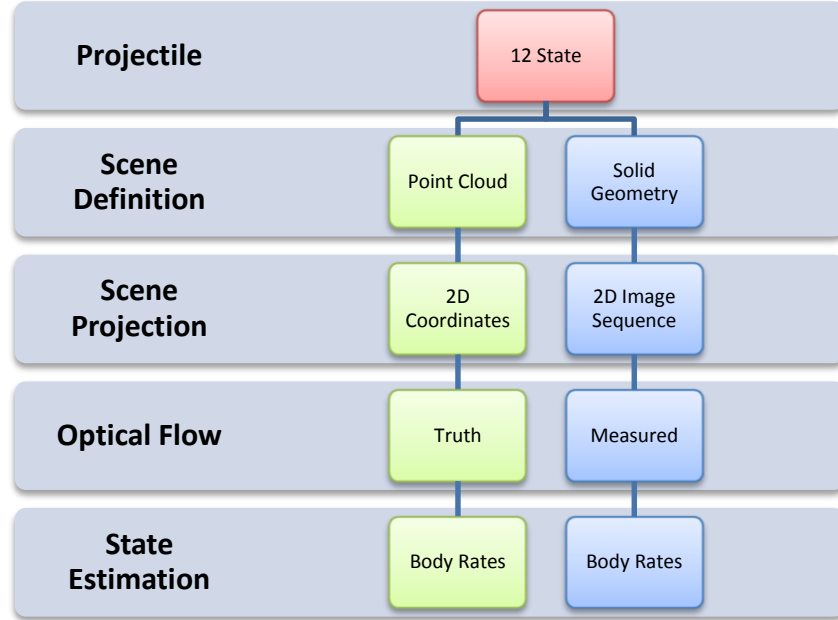 Projectile
12 State
Scene
Definition
Point Cloud
Solid
Geometry
Scene
Projection
2D
Coordinates
2D Image
Sequence
Optical Flow
Truth
Measured
State
Estimation
Body Rates
Body Rates